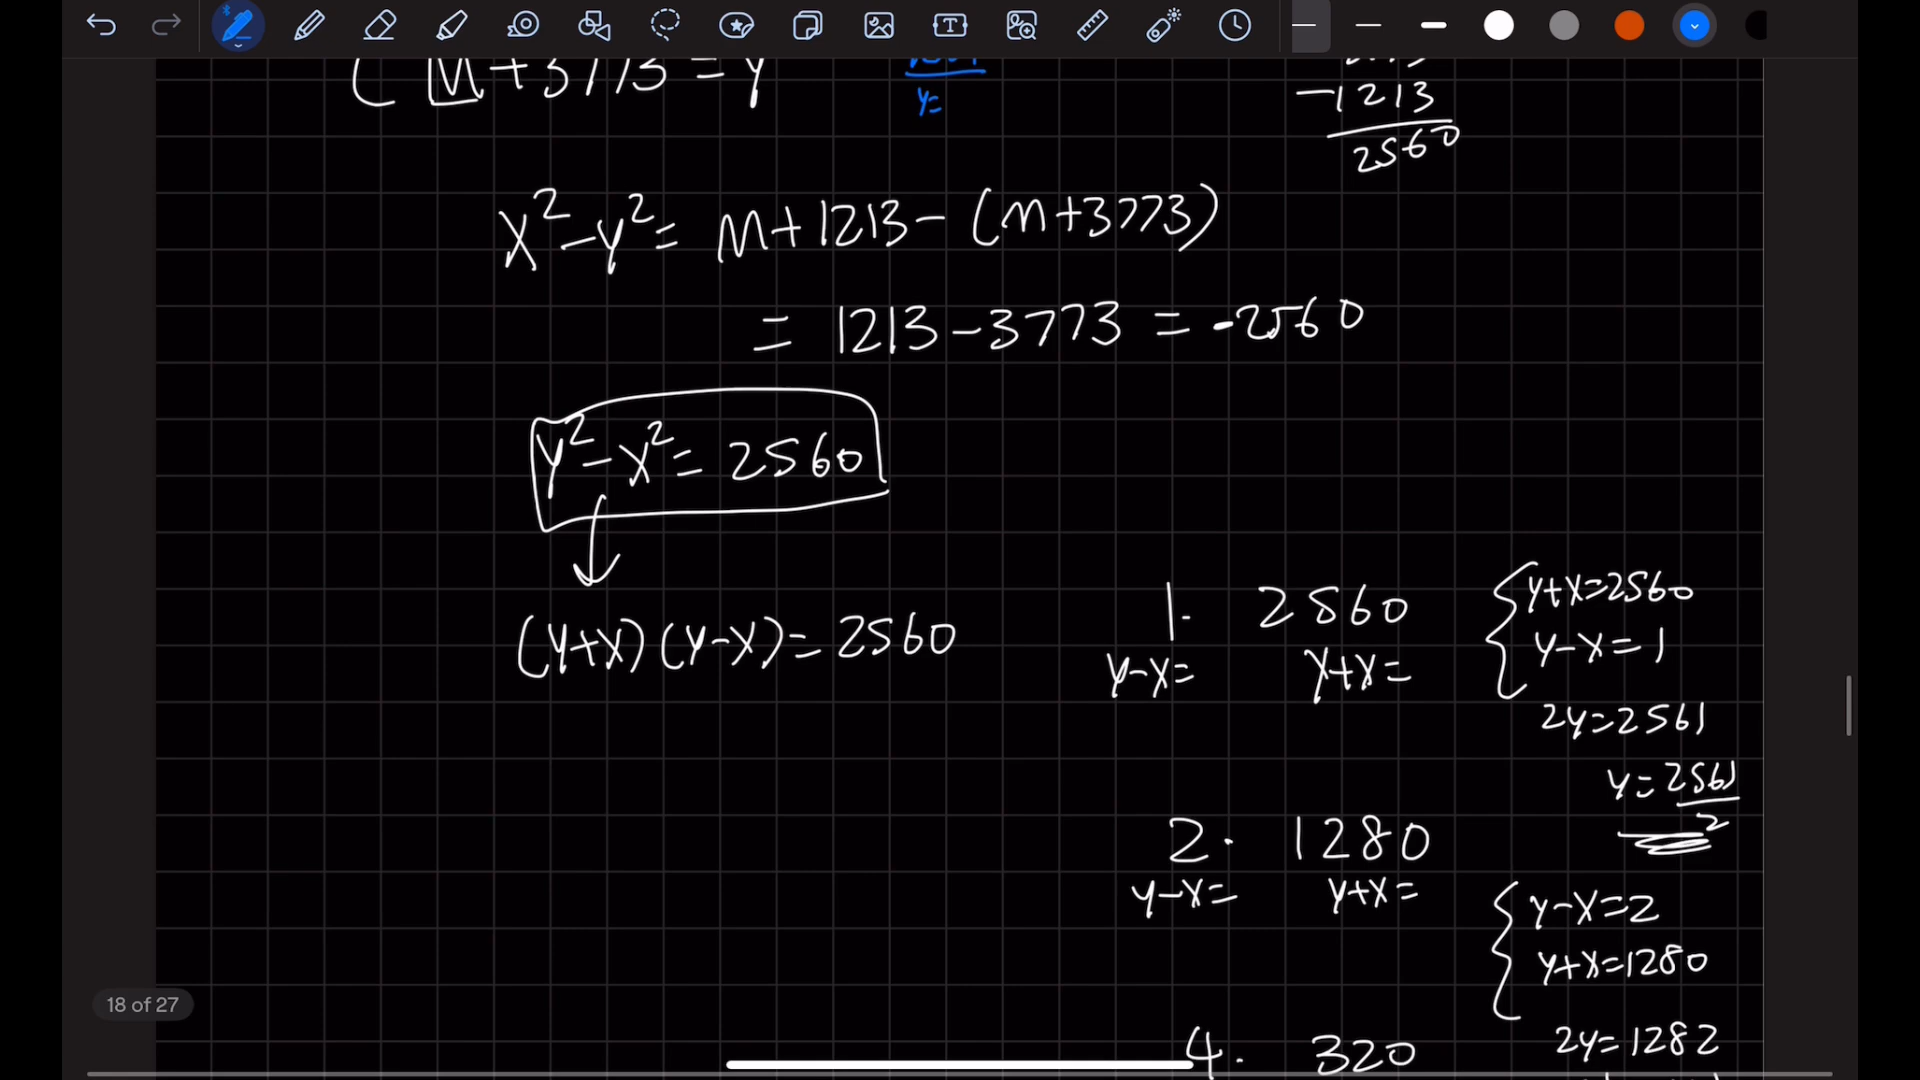 M + 3773 = y
y=
-1213
2560
x² - y² = M + 1213 - (M + 3773)
= 1213 - 3773 = -2560
y² - x² = 2560
(y+x)(y-x) = 2560
1. 2560
y-x= y+x=
y+x=2560
y-x=1
2y=2561
y=2561/2
2. 1280
y-x= y+x=
y-x=2
y+x=1280
2y=1282
4. 320
18 of 27